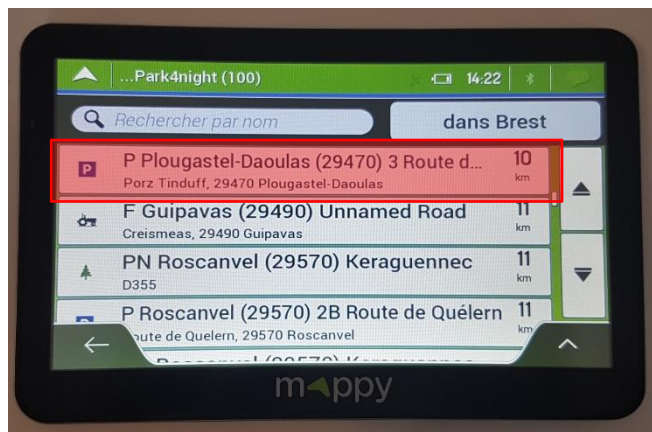 ...Park4night (100)
14:22
Rechercher par nom
dans Brest
P
P Plougastel-Daoulas (29470) 3 Route d...
10
km
Porz Tinduff, 29470 Plougastel-Daoulas
F Guipavas (29490) Unnamed Road
11
km
Creismeas, 29490 Guipavas
PN Roscanvel (29570) Keraguennec
11
km
D355
P Roscanvel (29570) 2B Route de Quélern
11
km
de Quelern, 29570 Roscanvel
mappy